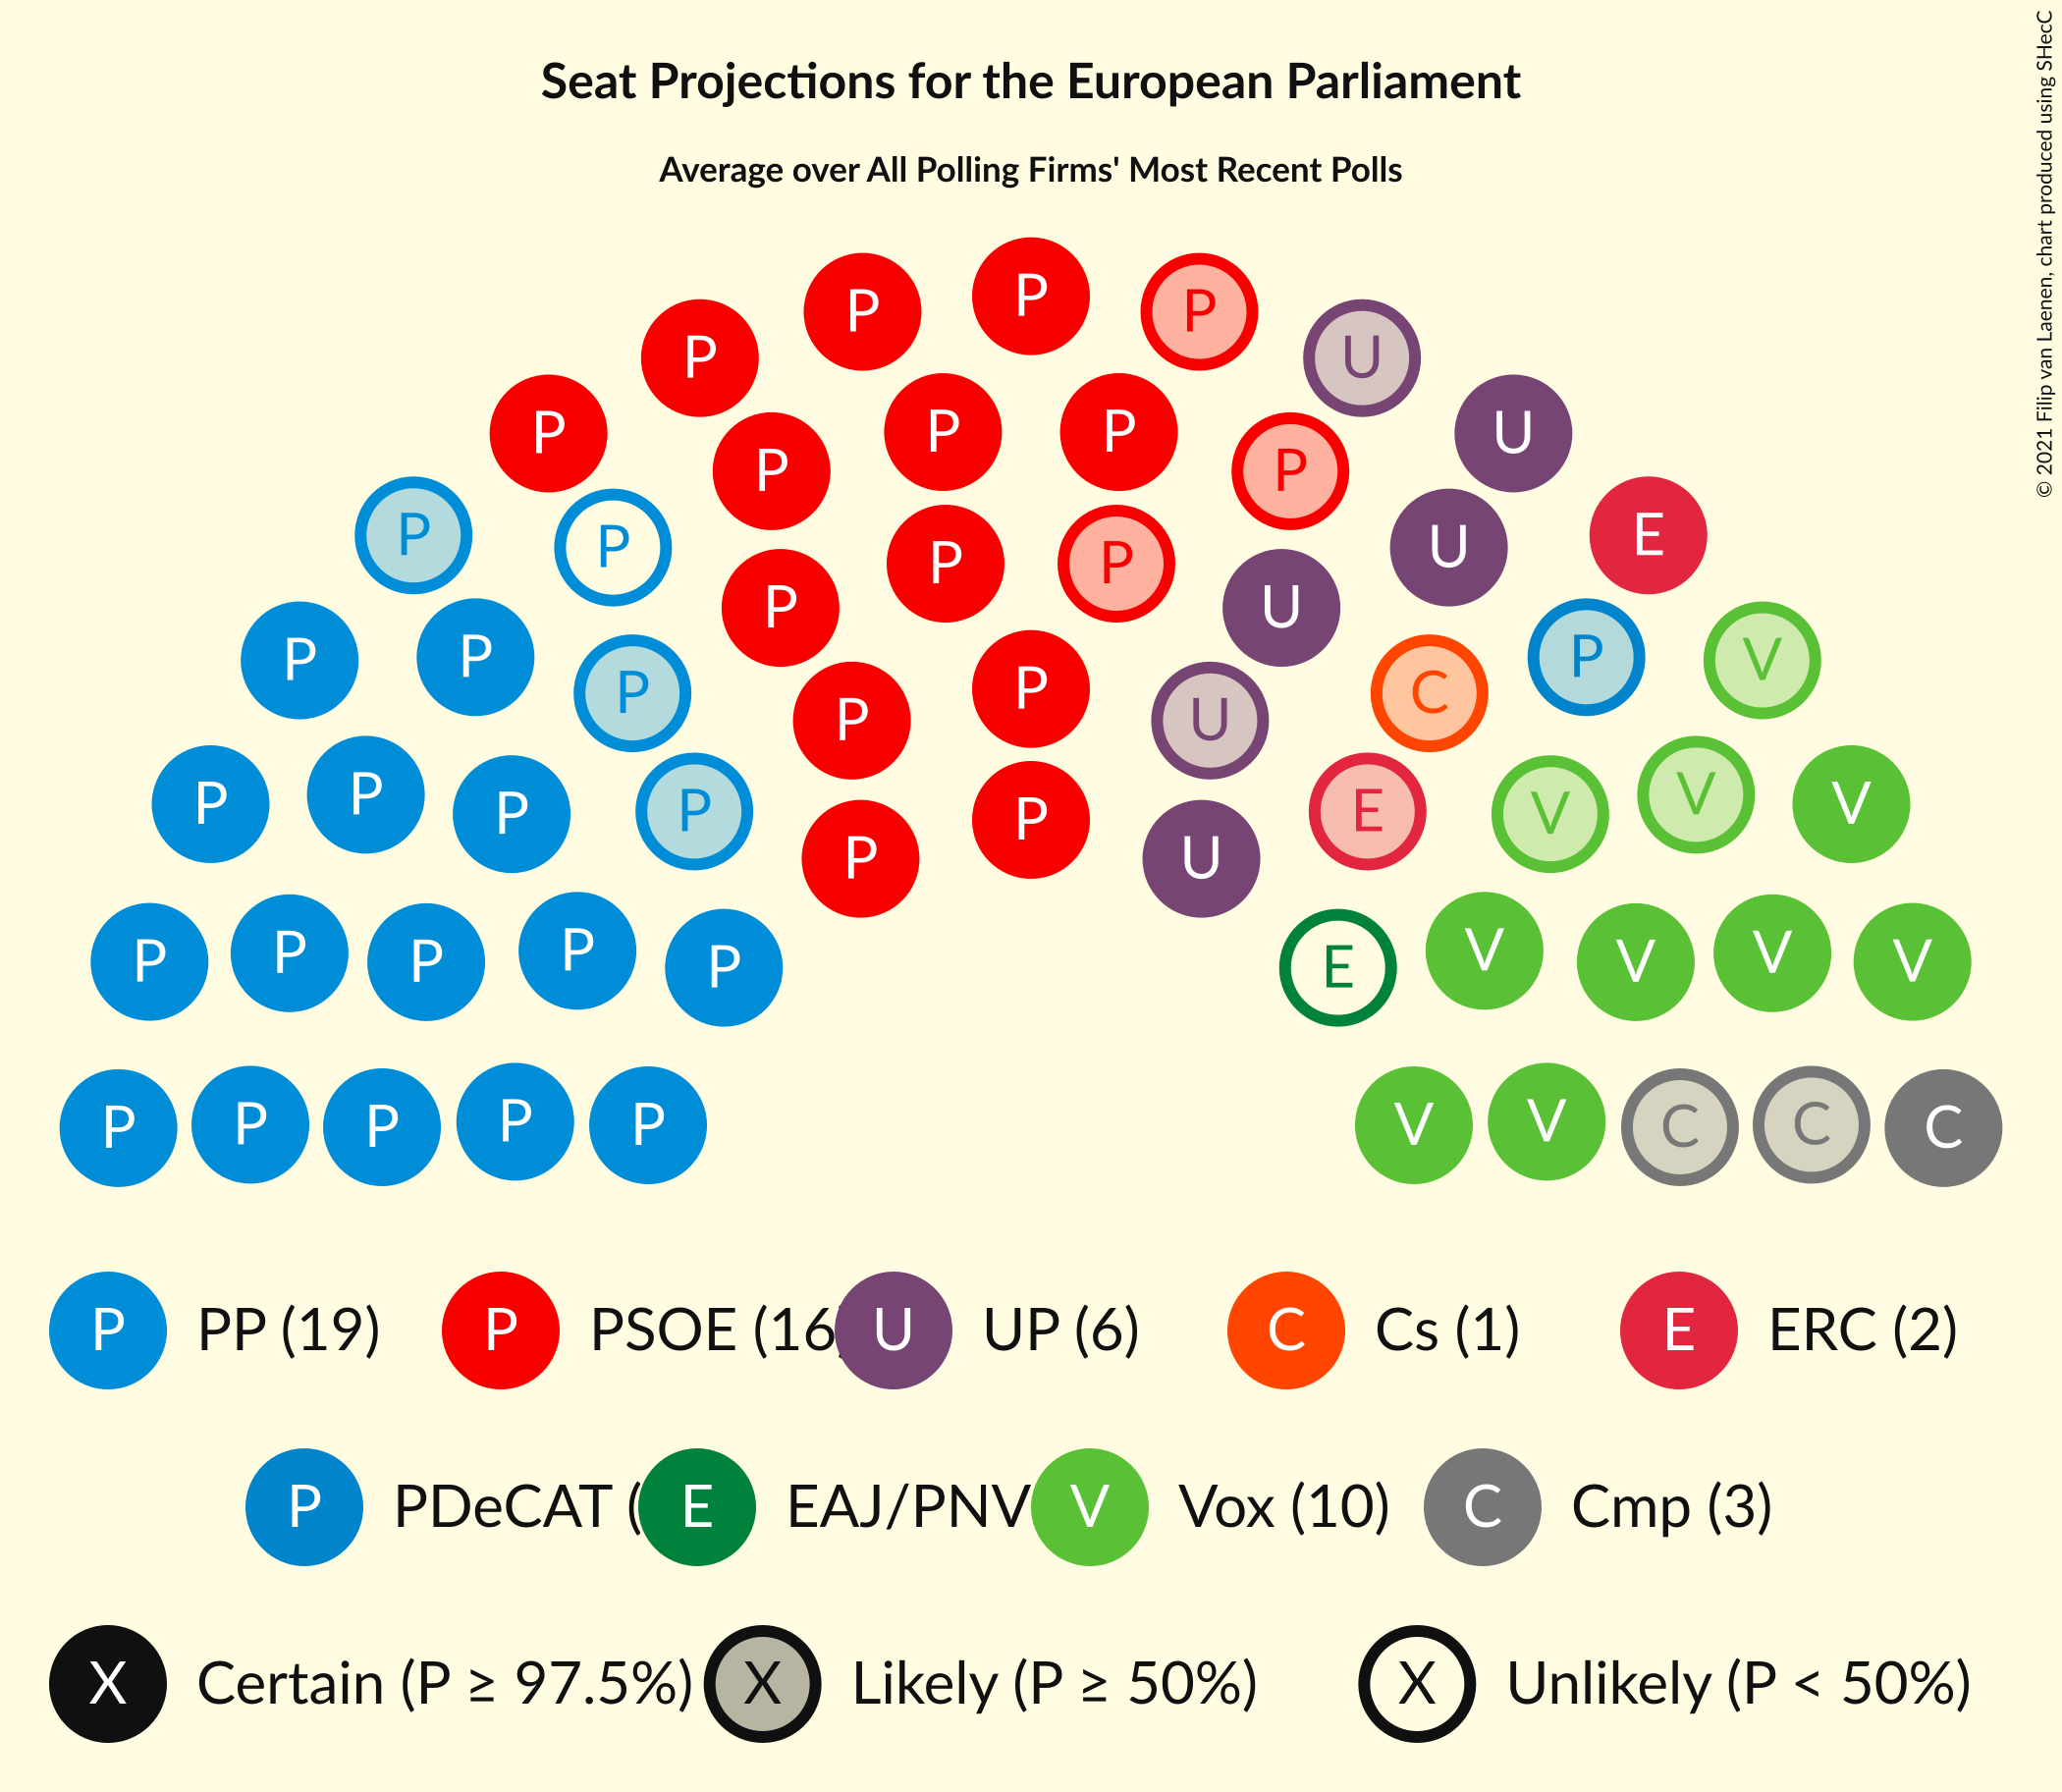 Seat Projections for the European Parliament
Average over All Polling Firms' Most Recent Polls
© 2021 Filip van Laenen, chart produced using SHecC
P
P P
P U
P P P U
P P
P E
P U
P P
P U
P P
P V
P P C
P U
P V
P V
P P E V
P
P U
P P V V
P P P E V V
P P P P P V V C C C
P PP (19) P PSOE (16 U UP (6) C Cs (1) E ERC (2)
P PDeCAT ( E EAJ/PNV V Vox (10) C Cmp (3)
X Certain (P ≥ 97.5%) X Likely (P ≥ 50%) X Unlikely (P < 50%)